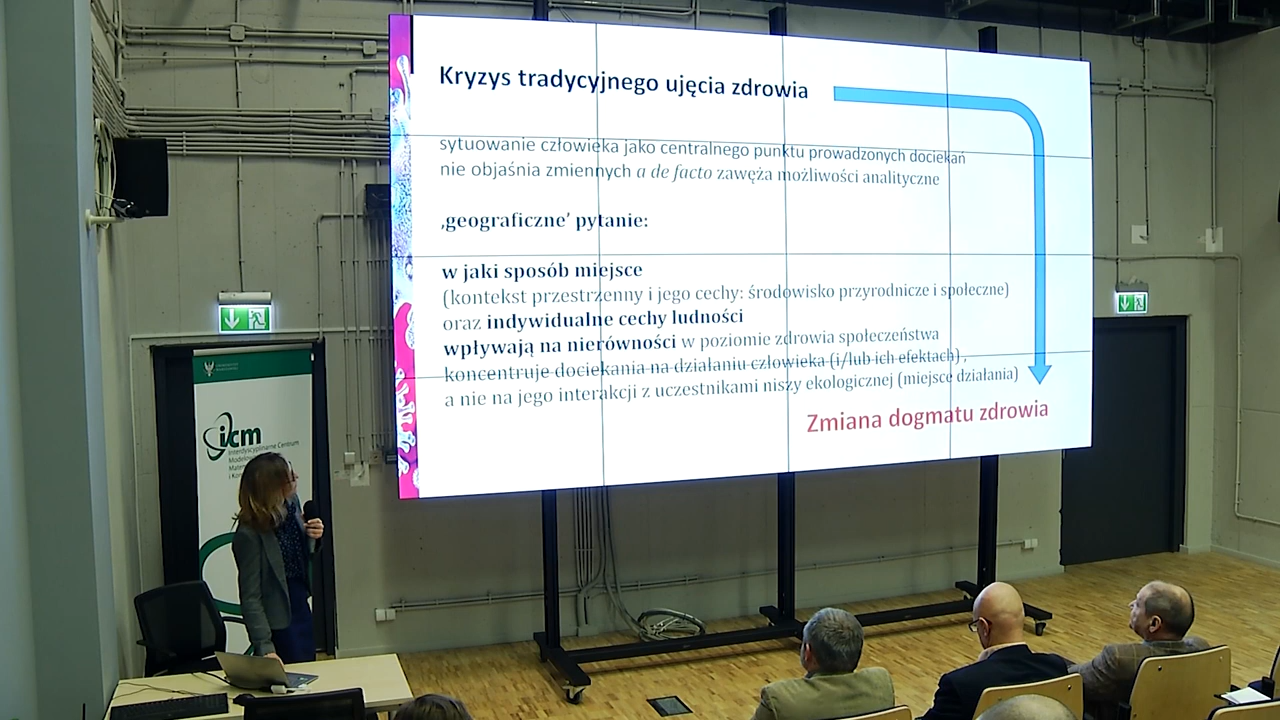 Kryzys tradycyjnego ujęcia zdrowia
sytuowanie człowieka jako centralnego punktu prowadzonych dociekań
nie objaśnia zmiennych a de facto zawęża możliwości analityczne
‚geograficzne’ pytanie:
w jaki sposób miejsce
(kontekst przestrzenny i jego cechy: środowisko przyrodnicze i społeczne)
oraz indywidualne cechy ludności
wpływają na nierówności w poziomie zdrowia społeczeństwa
koncentruje dociekania na działaniu człowieka (i/lub ich efektach) ,
a nie na jego interakcji z uczestnikami niszy ekologicznej (miejsce działania)
Zmiana dogmatu zdrowia
icm
Interdyscyplinarne Centrum